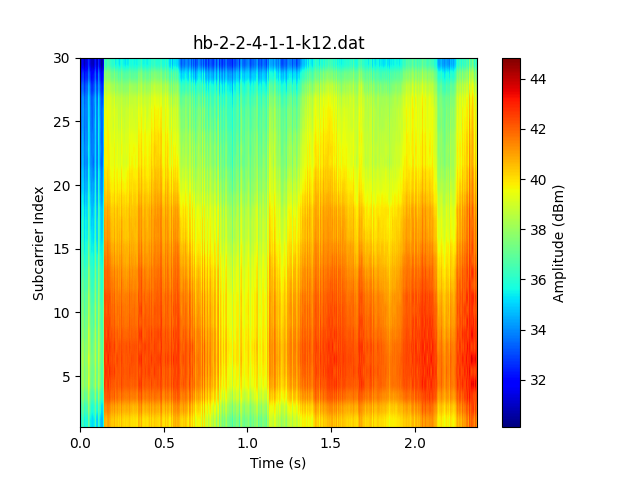 hb-2-2-4-1-1-k12.dat
30
25
20
15
10
5
Subcarrier Index
0.0 0.5 1.0 1.5 2.0
Time (s)
44
42
40
38
36
34
32
Amplitude (dBm)